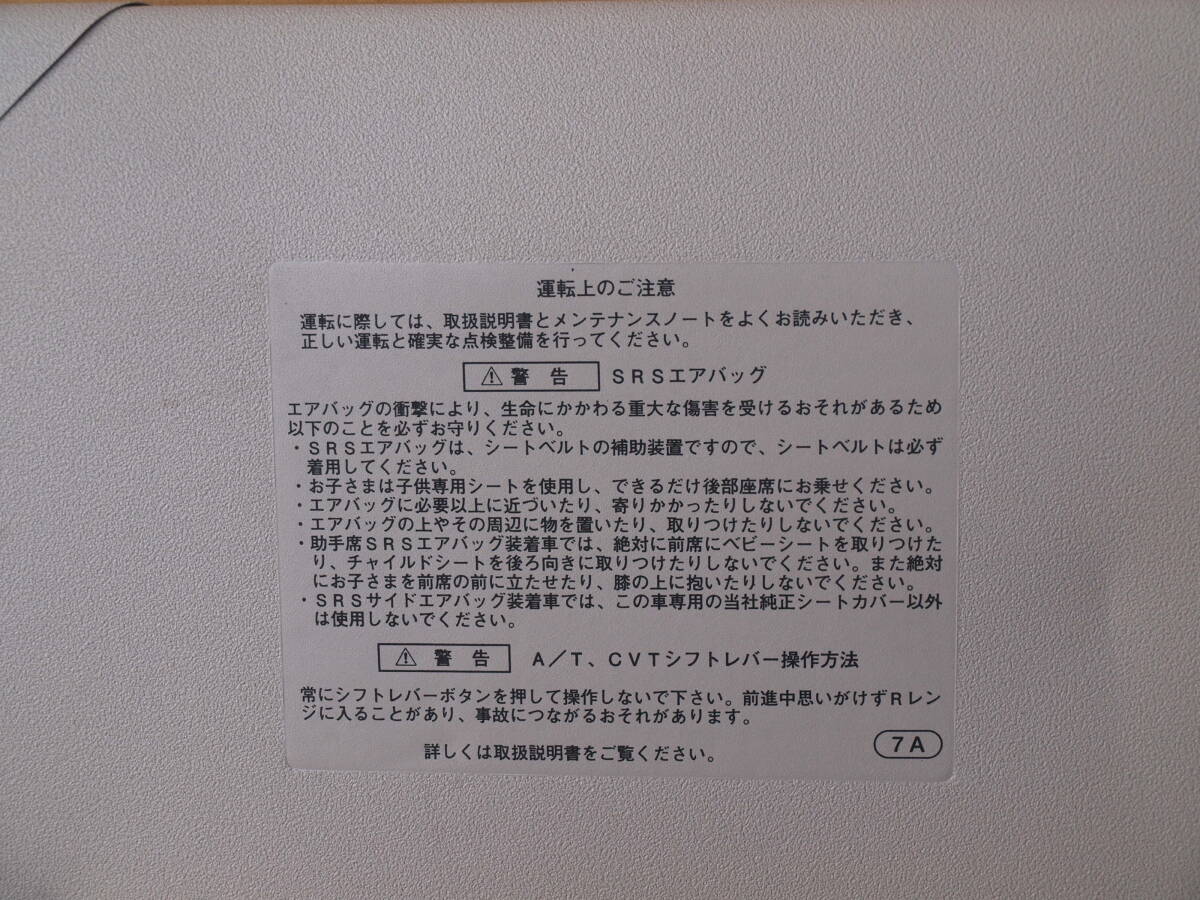 運転上のご注意
運転に際しては、取扱説明書とメンテナンスノートをよくお読みいただき、
正しい運転と確実な点検整備を行ってください。
⚠警 告 SRSエアバッグ
エアバッグの衝撃により、生命にかかわる重大な傷害を受けるおそれがあるため
以下のことを必ずお守りください。
・SRSエアバッグは、シートベルトの補助装置ですので、シートベルトは必ず
着用してください。
・お子さまは子供専用シートを使用し、できるだけ後部座席にお乗せください。
・エアバッグに必要以上に近づいたり、寄りかかったりしないでください。
・エアバッグの上やその周辺に物を置いたり、取りつけたりしないでください。
・助手席SRSエアバッグ装着車では、絶対に前席にベビーシートを取りつけた
り、チャイルドシートを後ろ向きに取りつけたりしないでください。また絶対
にお子さまを前席の前に立たせたり、膝の上に抱いたりしないでください。
・SRSサイドエアバッグ装着車では、この車専用の当社純正シートカバー以外
は使用しないでください。
⚠ 警 告 A/T、CVTシフトレバー操作方法
常にシフトレバーボタンを押して操作しないで下さい。前進中思いがけずRレン
ジに入ることがあり、事故につながるおそれがあります。
詳しくは取扱説明書をご覧ください。
7A